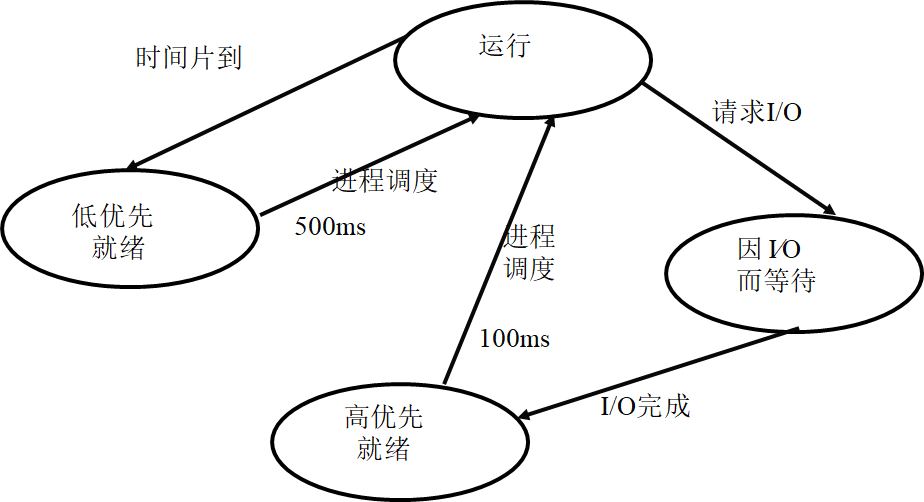 运行
时间片到
请求I/O
进程调度
低优先
就绪
500ms
进程
调度
因 I/O
而等待
100ms
I/O完成
高优先
就绪